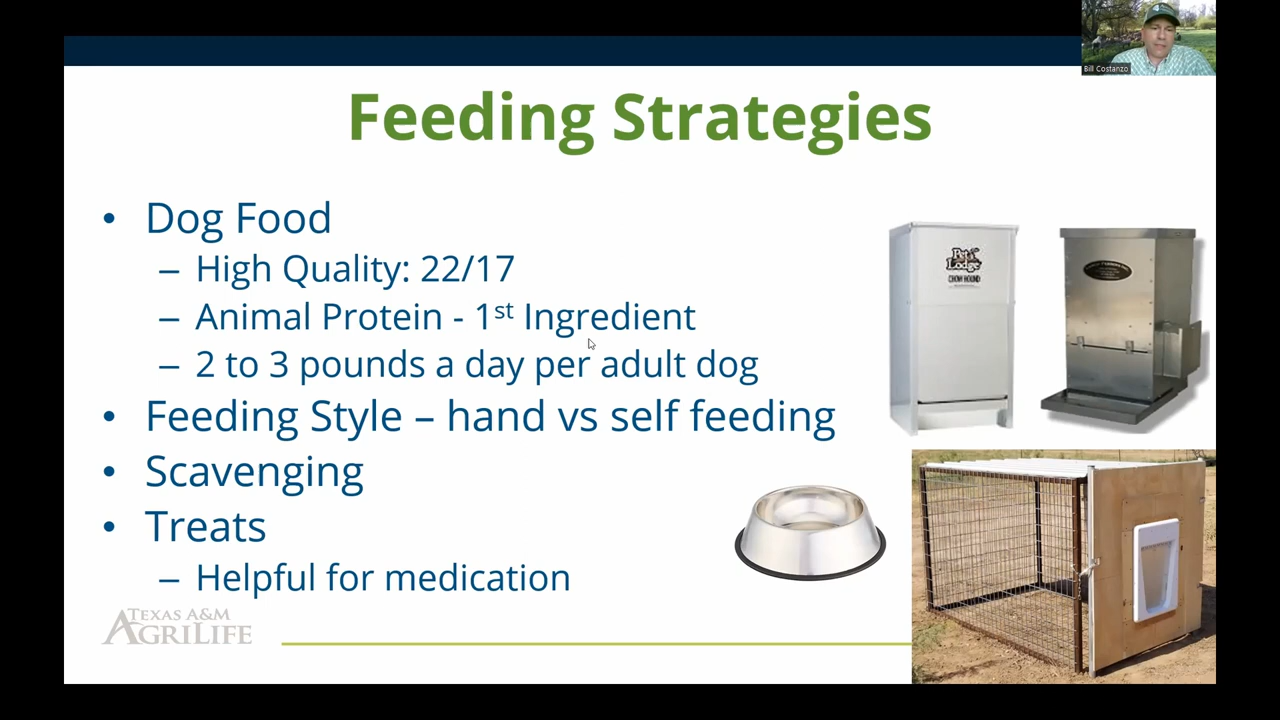 Bill Costanzo
Feeding Strategies
• Dog Food
– High Quality: 22/17
– Animal Protein - 1st Ingredient
– 2 to 3 pounds a day per adult dog
• Feeding Style – hand vs self feeding
• Scavenging
• Treats
– Helpful for medication
Pet Lodge
CHOW HOUND
TEXAS A&M
AGRILIFE